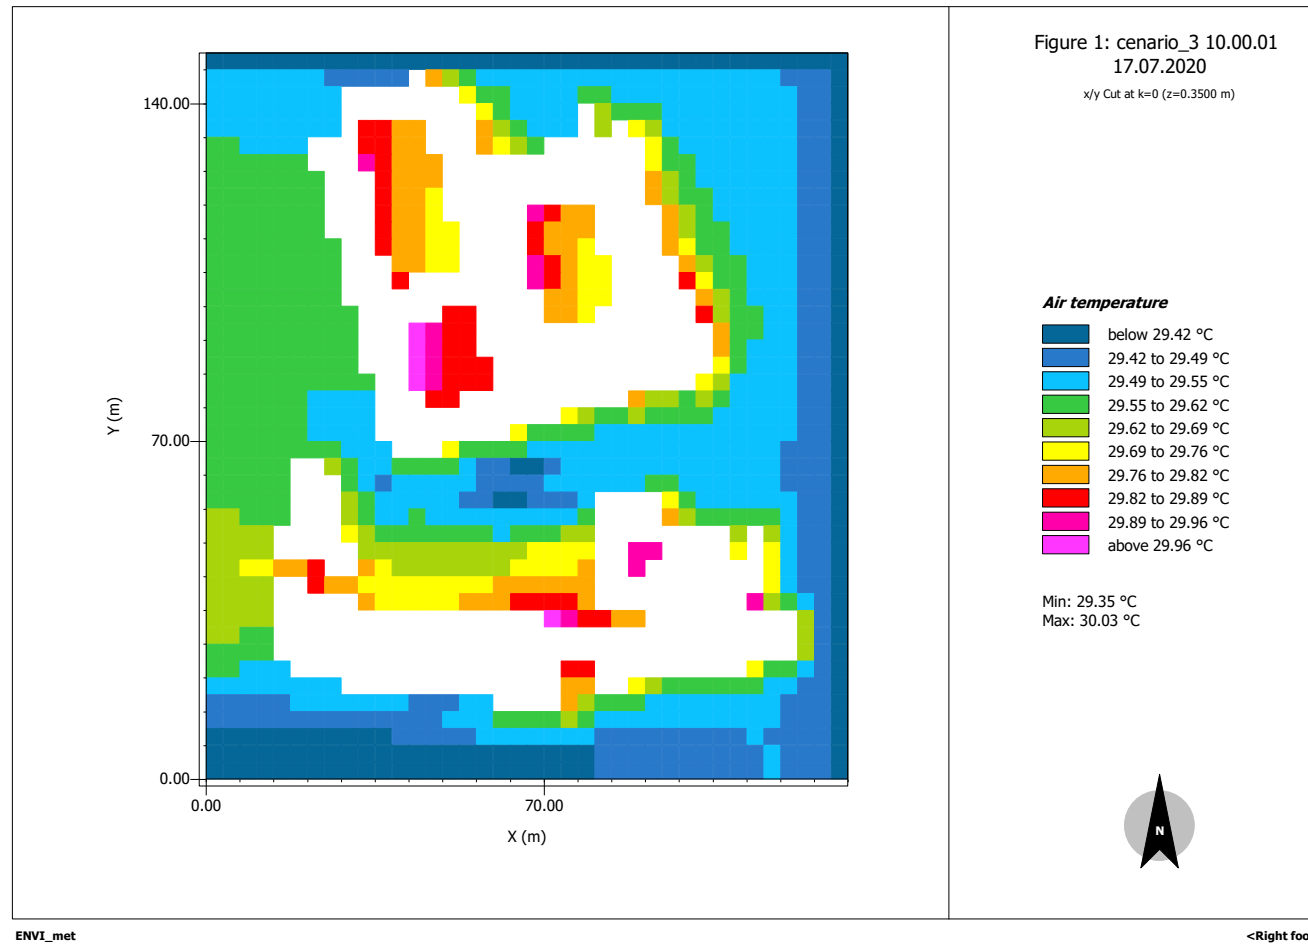 Figure 1: cenario_3 10.00.01
17.07.2020
x/y Cut at k=0 (z=0.3500 m)
140.00
70.00
0.00
Y (m)
0.00
70.00
X (m)
Air temperature
below 29.42 °C
29.42 to 29.49 °C
29.49 to 29.55 °C
29.55 to 29.62 °C
29.62 to 29.69 °C
29.69 to 29.76 °C
29.76 to 29.82 °C
29.82 to 29.89 °C
29.89 to 29.96 °C
above 29.96 °C
Min: 29.35 °C
Max: 30.03 °C
N
ENVI_met
<Right foo